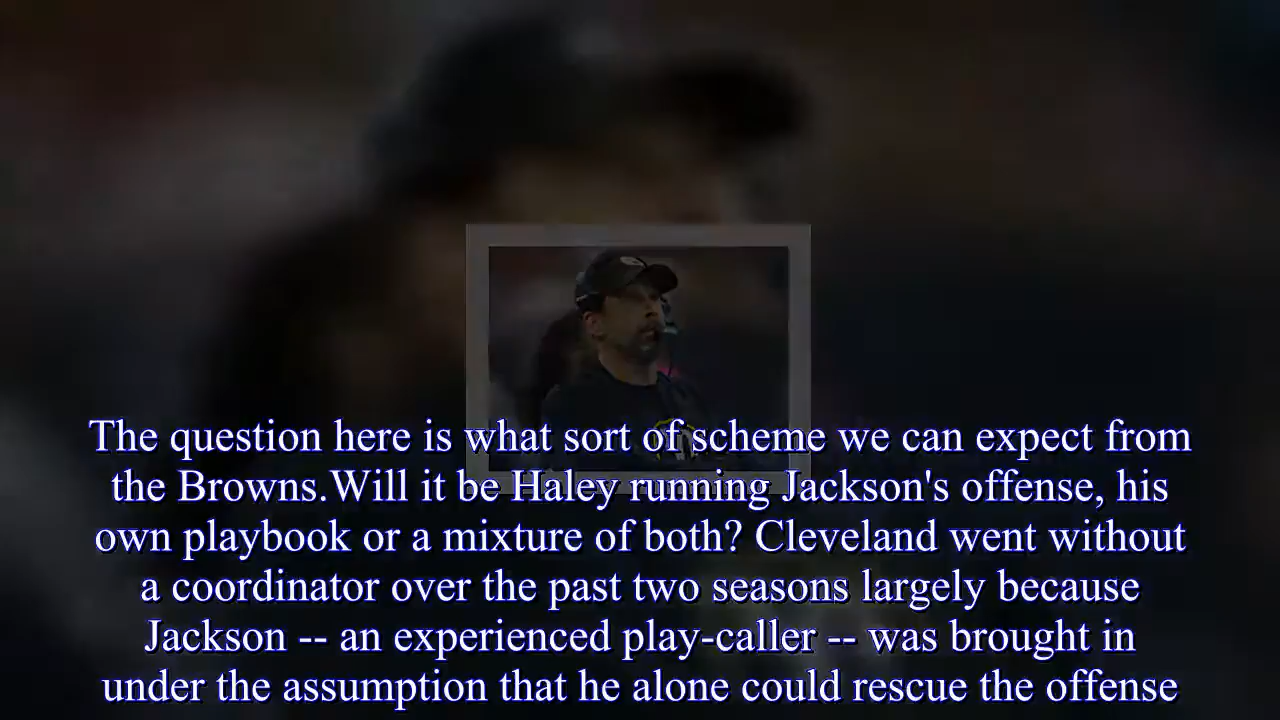 The question here is what sort of scheme we can expect from
the Browns.Will it be Haley running Jackson's offense, his
own playbook or a mixture of both? Cleveland went without
a coordinator over the past two seasons largely because
Jackson -- an experienced play-caller -- was brought in
under the assumption that he alone could rescue the offense